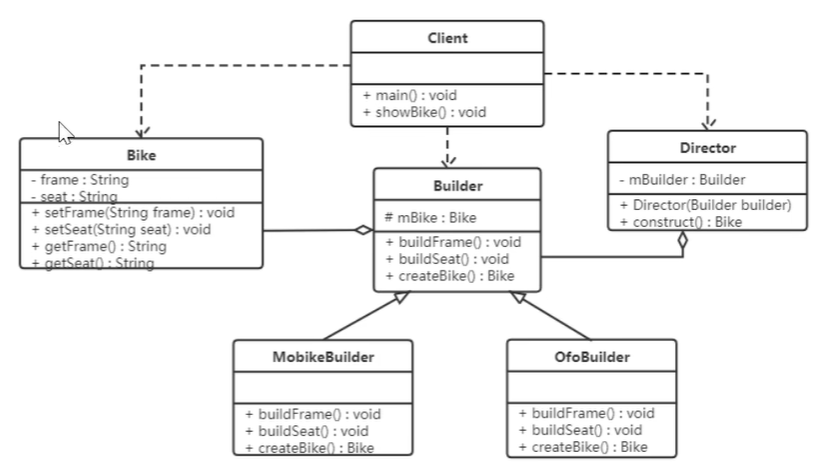 Client
+ main() : void
+ showBike() : void
Bike
- frame : String
- seat : String
+ setFrame(String frame) : void
+ setSeat(String seat) : void
+ getFrame() : String
+ getSeat() : String
Builder
# mBike : Bike
+ buildFrame() : void
+ buildSeat() : void
+ createBike() : Bike
Director
- mBuilder : Builder
+ Director(Builder builder)
+ construct() : Bike
MobikeBuilder
+ buildFrame() : void
+ buildSeat() : void
+ createBike() : Bike
OfoBuilder
+ buildFrame() : void
+ buildSeat() : void
+ createBike() : Bike